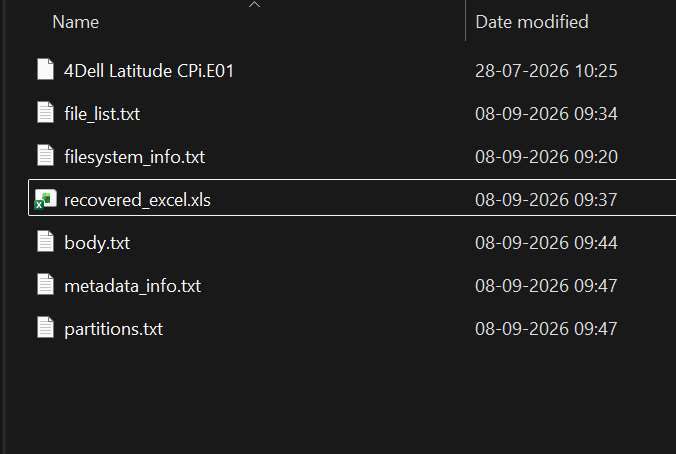 Name Date modified
4Dell Latitude CPi.E01 28-07-2026 10:25
file_list.txt 08-09-2026 09:34
filesystem_info.txt 08-09-2026 09:20
recovered_excel.xls 08-09-2026 09:37
body.txt 08-09-2026 09:44
metadata_info.txt 08-09-2026 09:47
partitions.txt 08-09-2026 09:47